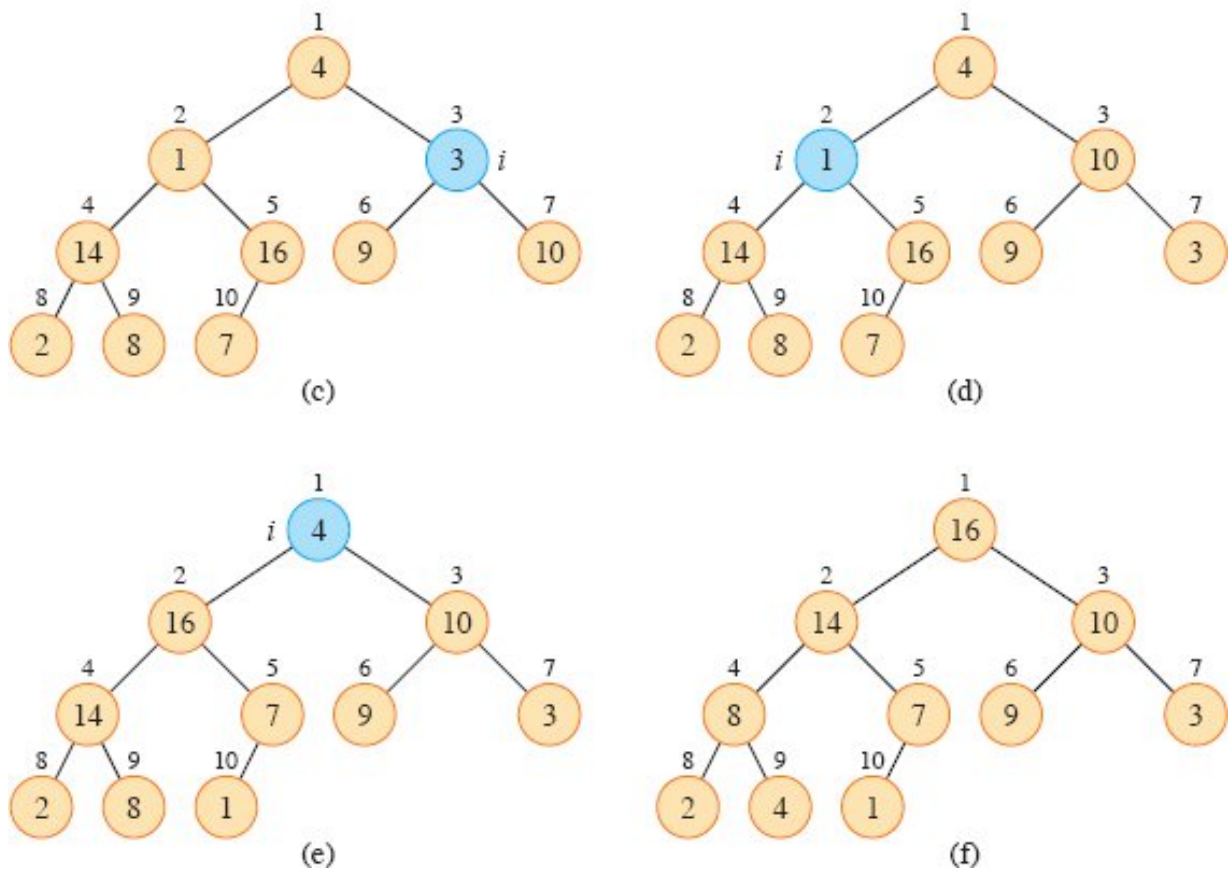 1 1
4 4
2 3 2 3
1 3 i i 1 10
4 5 6 7 4 5 6 7
14 16 9 10 14 16 9 3
8 9 10 8 9 10
2 8 7 2 8 7
(c) (d)
1 1
i 4 16
2 3 2 3
16 10 14 10
4 5 6 7 4 5 6 7
14 7 9 3 8 7 9 3
8 9 10 8 9 10
2 8 1 2 4 1
(e) (f)